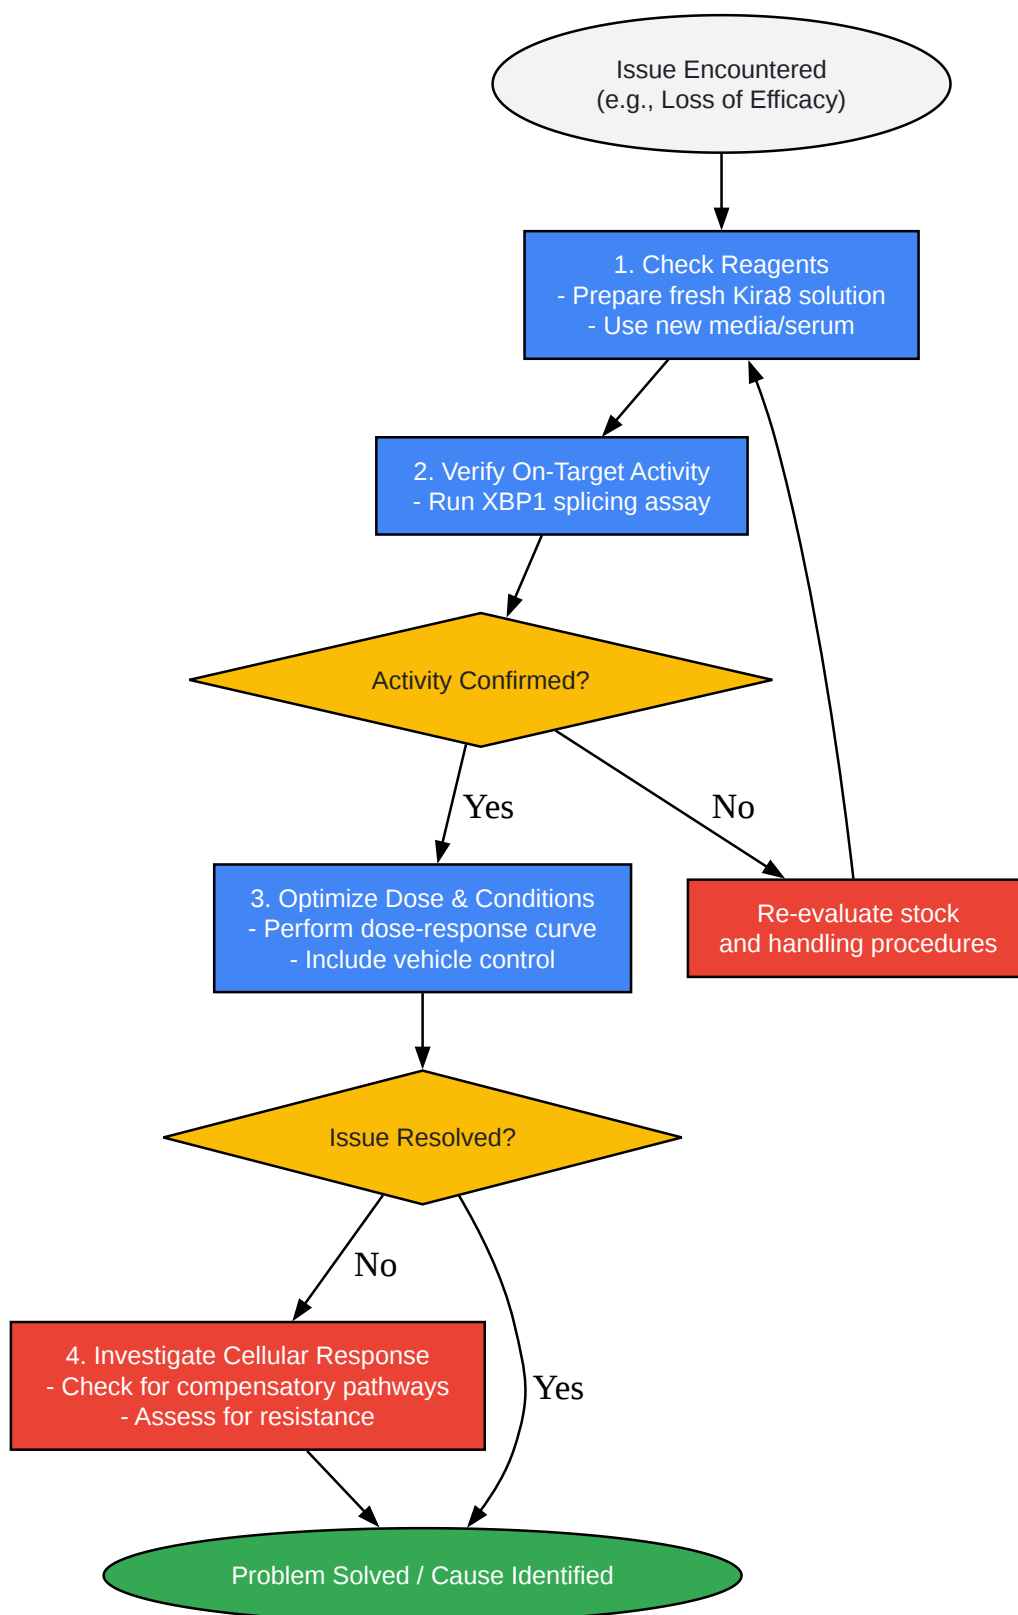 Issue Encountered
(e.g., Loss of Efficacy)
1. Check Reagents
- Prepare fresh Kira8 solution
- Use new media/serum
2. Verify On-Target Activity
- Run XBP1 splicing assay
Activity Confirmed?
Yes
No
3. Optimize Dose & Conditions
- Perform dose-response curve
- Include vehicle control
Re-evaluate stock
and handling procedures
Issue Resolved?
No
4. Investigate Cellular Response
- Check for compensatory pathways
- Assess for resistance
Yes
Problem Solved / Cause Identified